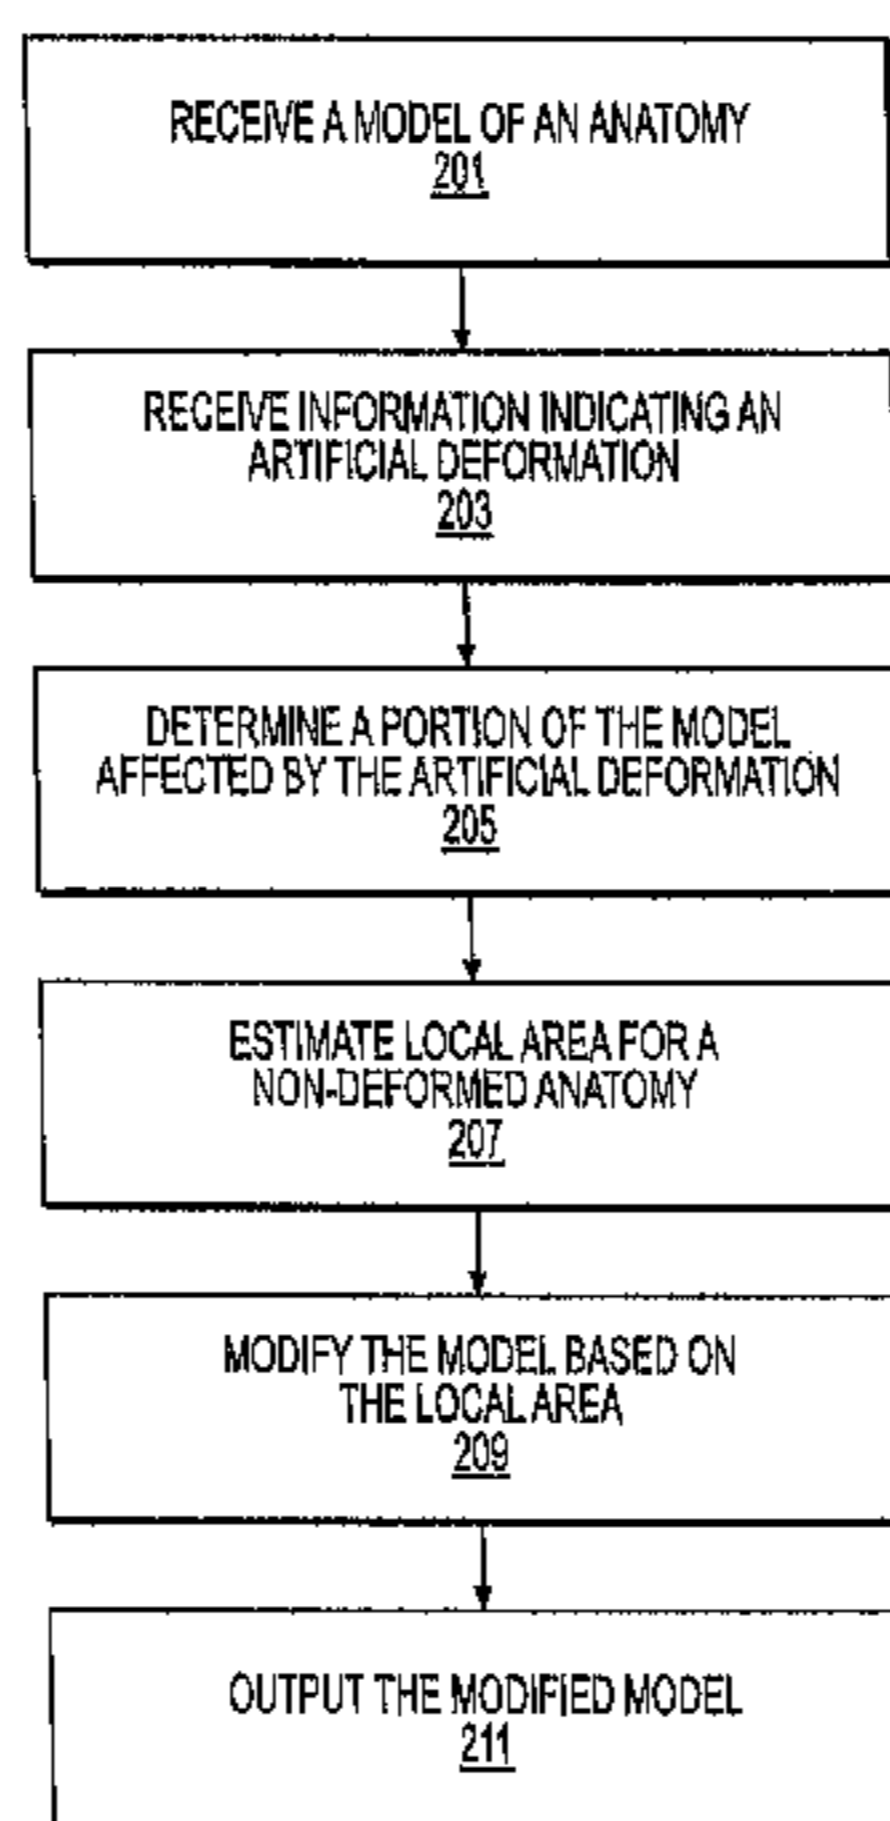 RECEIVE A MODEL OF AN ANATOMY
201
RECEIVE INFORMATION INDICATING AN
ARTIFICIAL DEFORMATION
203
DETERMINE A PORTION OF THE MODEL
AFFECTED BY THE ARTIFICIAL DEFORMATION
205
ESTIMATE LOCAL AREA FOR A
NON-DEFORMED ANATOMY
207
MODIFY THE MODEL BASED ON
THE LOCAL AREA
209
OUTPUT THE MODIFIED MODEL
211